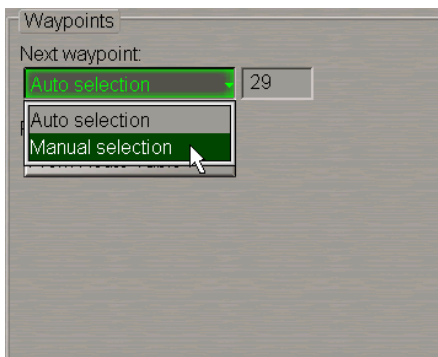 Waypoints
Next waypoint:
Auto selection 29
Auto selection
Manual selection